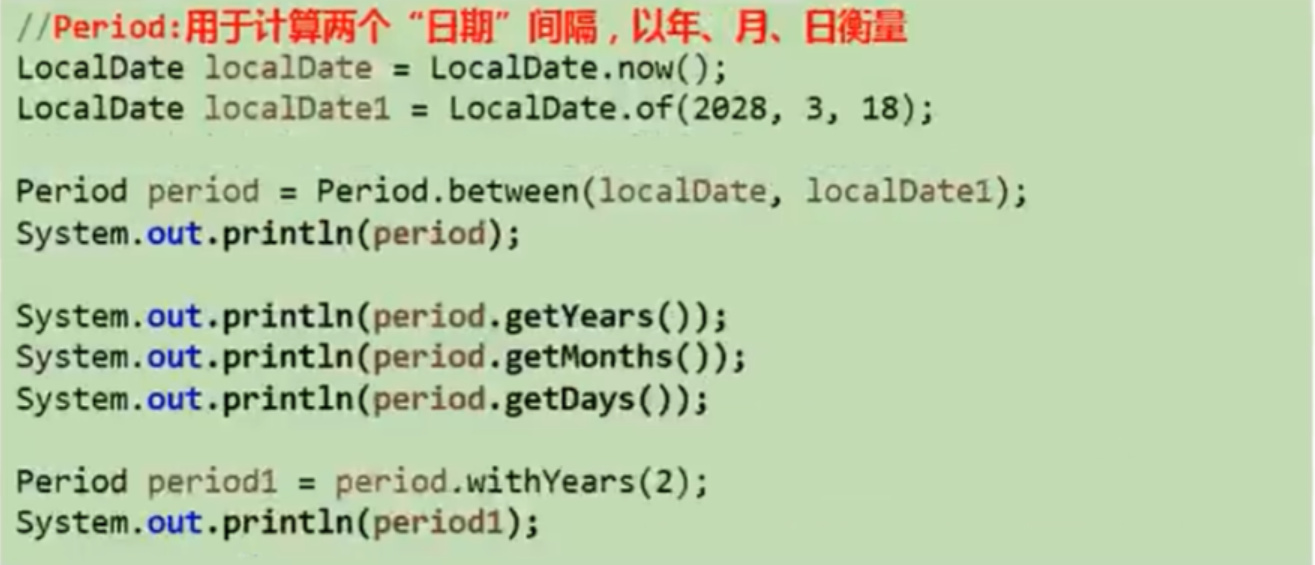 //Period:用于计算两个“日期”间隔，以年、月、日衡量
LocalDate localDate = LocalDate.now();
LocalDate localDate1 = LocalDate.of(2028, 3, 18);
Period period = Period.between(localDate, localDate1);
System.out.println(period);
System.out.println(period.getYears());
System.out.println(period.getMonths());
System.out.println(period.getDays());
Period period1 = period.withYears(2);
System.out.println(period1);